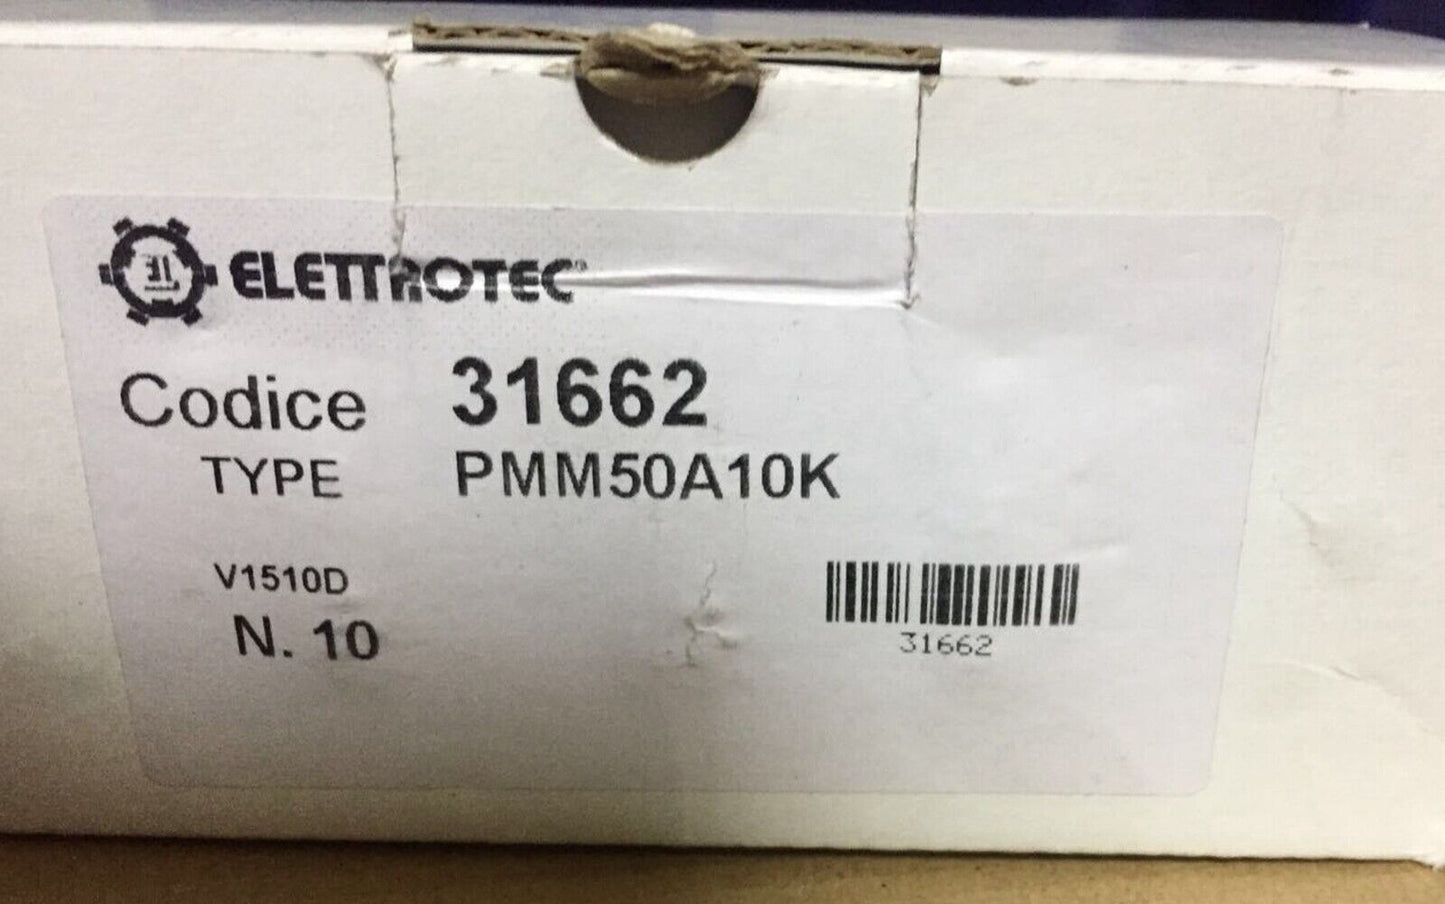 ELETTROTEC
Codice 31662
TYPE PMM50A10K
V1510D
N. 10
31662